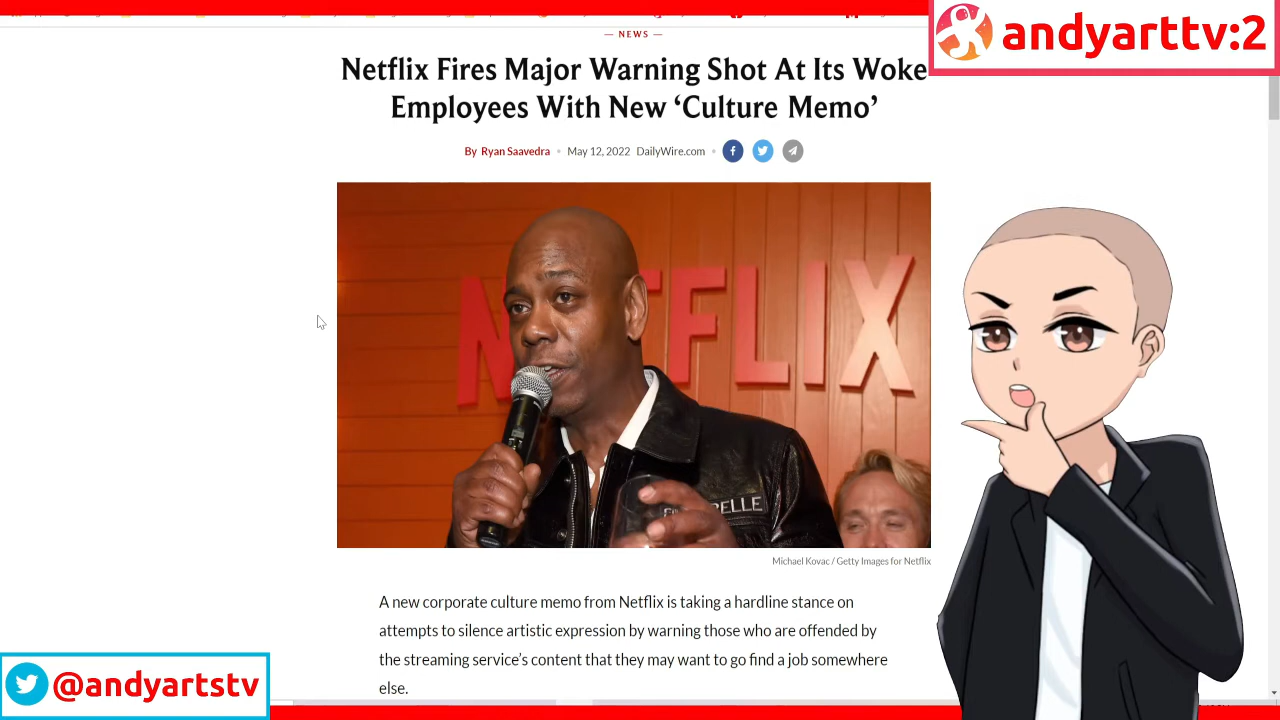 andyarttv:2
— NEWS —
Netflix Fires Major Warning Shot At Its Woke
Employees With New ‘Culture Memo’
By Ryan Saavedra • May 12, 2022 DailyWire.com •
NETFLIX
Michael Kovac / Getty Images for Netflix
A new corporate culture memo from Netflix is taking a hardline stance on
attempts to silence artistic expression by warning those who are offended by
the streaming service’s content that they may want to go find a job somewhere
else.
@andyartstv